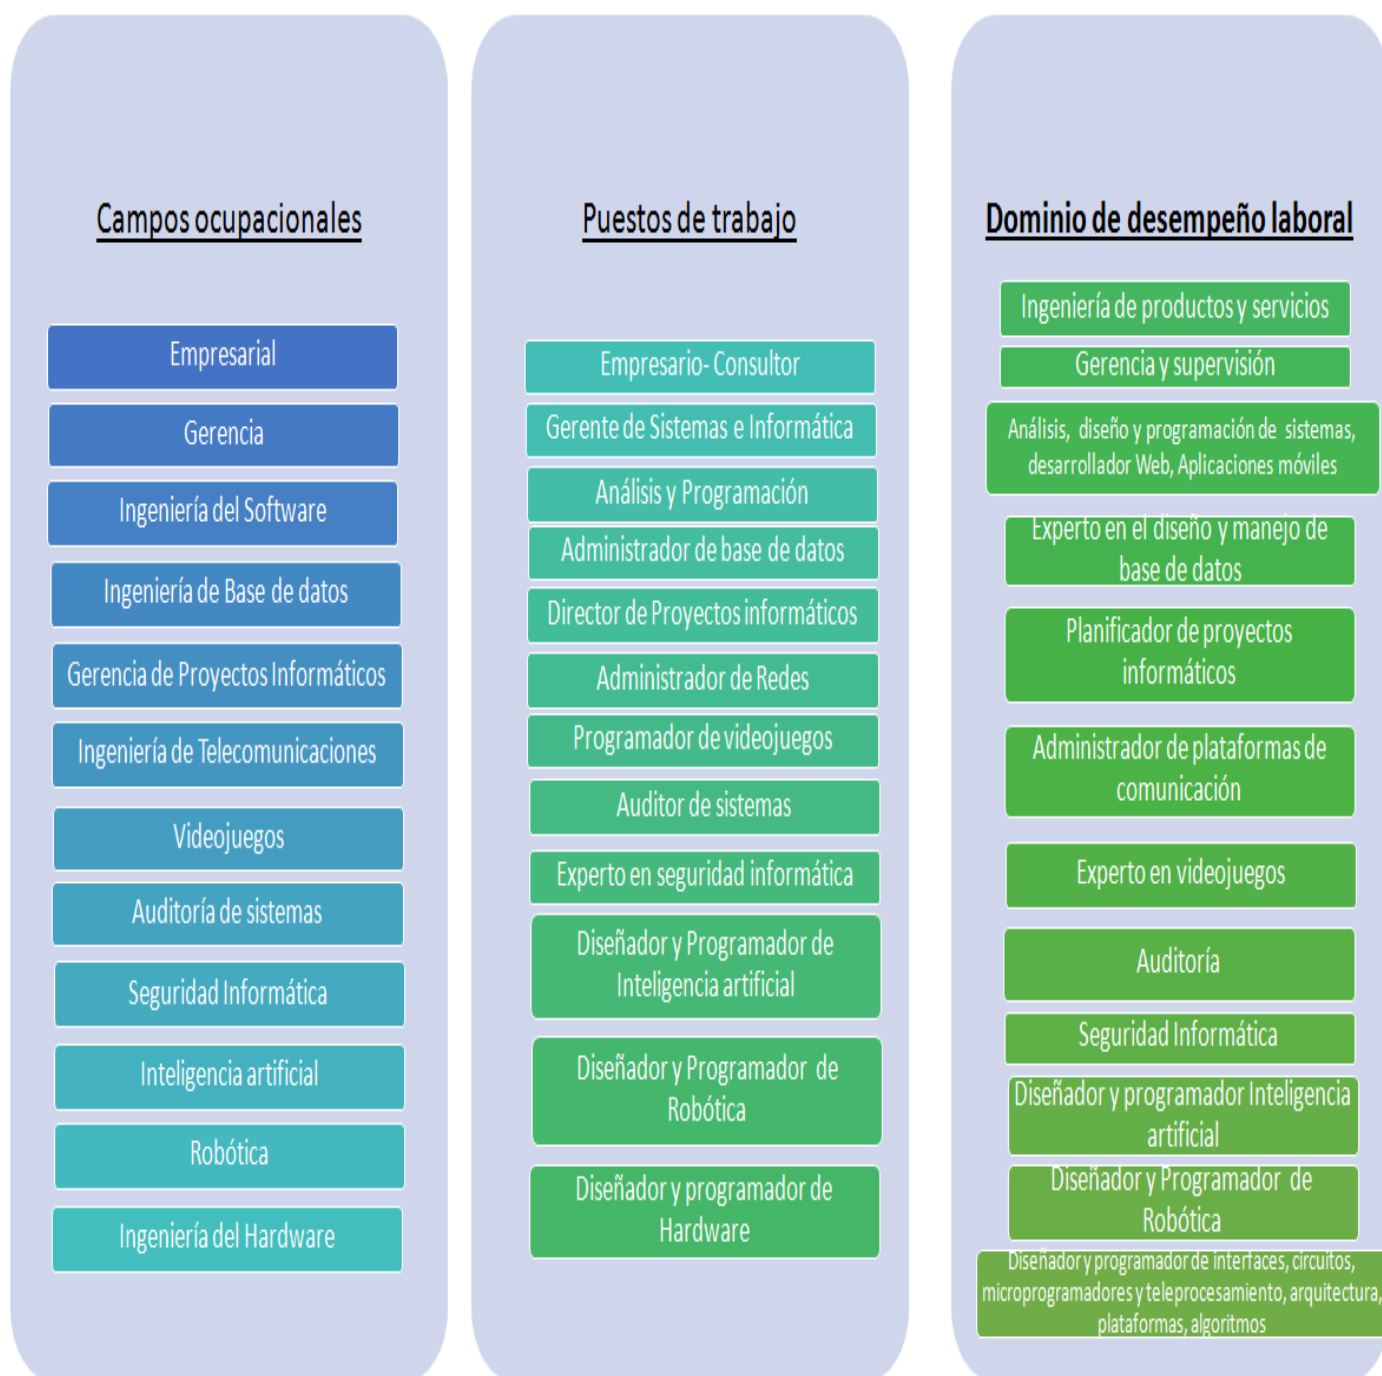 Campos ocupacionales
Empresarial
Gerencia
Ingeniería del Software
Ingeniería de Base de datos
Gerencia de Proyectos Informáticos
Ingeniería de Telecomunicaciones
Videojuegos
Auditoría de sistemas
Seguridad Informática
Inteligencia artificial
Robótica
Ingeniería del Hardware
Puestos de trabajo
Empresario- Consultor
Gerente de Sistemas e Informática
Análisis y Programación
Administrador de base de datos
Director de Proyectos informáticos
Administrador de Redes
Programador de videojuegos
Auditor de sistemas
Experto en seguridad informática
Diseñador y Programador de
Inteligencia artificial
Diseñador y Programador de
Robótica
Diseñador y programador de
Hardware
Dominio de desempeño laboral
Ingeniería de productos y servicios
Gerencia y supervisión
Análisis, diseño y programación de sistemas,
desarrollador Web, Aplicaciones móviles
Experto en el diseño y manejo de
base de datos
Planificador de proyectos
informáticos
Administrador de plataformas de
comunicación
Experto en videojuegos
Auditoría
Seguridad Informática
Diseñador y programador Inteligencia
artificial
Diseñador y Programador de
Robótica
Diseñador y programador de interfaces, circuitos,
microprogramadores y teleprocesamiento, arquitectura,
plataformas, algoritmos